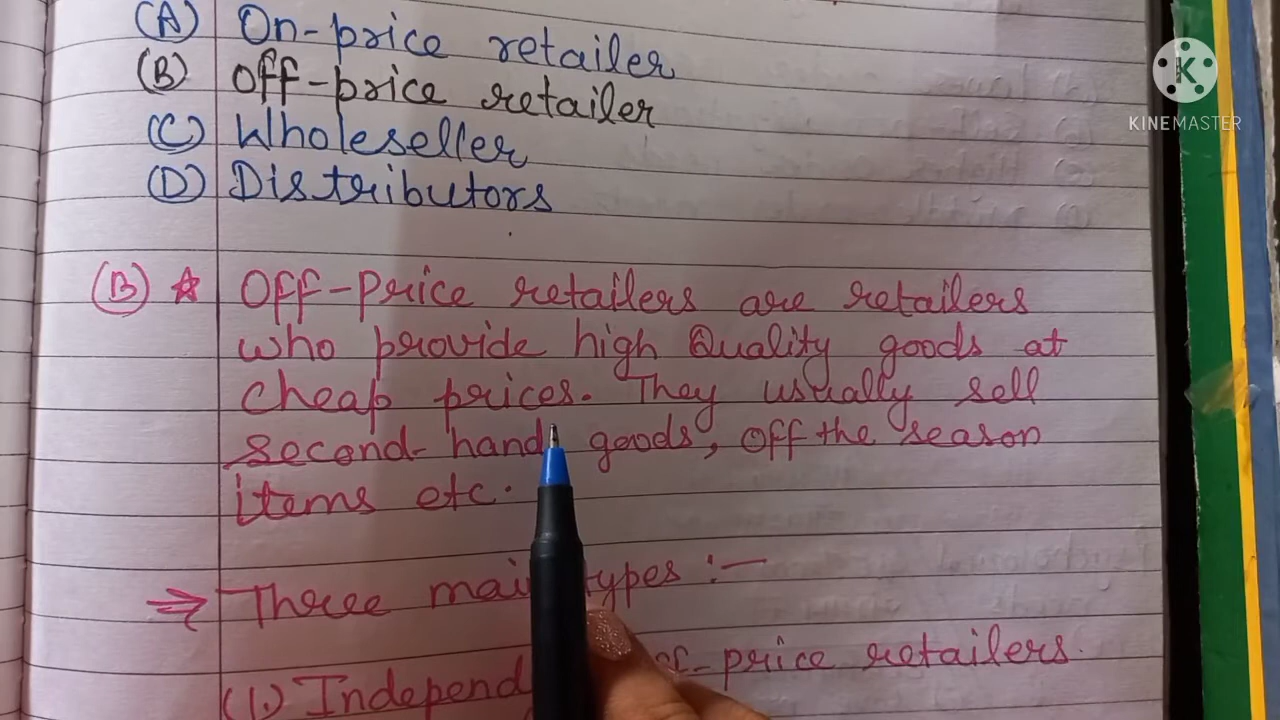 (A) On-price retailer
(B) Off-price retailer
(C) Wholeseller
(D) Distributors
(B) ☆ Off-Price retailers are retailers
who provide high Quality goods at
cheap prices. They usually sell
second-hand goods, off the season
items etc.
⇒ Three main types :-
(1.) Independ price retailers.
K
KINEMASTER